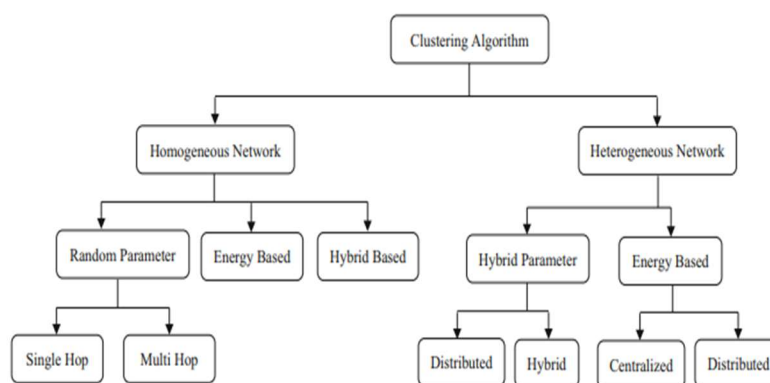 Clustering Algorithm
Homogeneous Network
Heterogeneous Network
Random Parameter
Energy Based
Hybrid Based
Hybrid Parameter
Energy Based
Single Hop
Multi Hop
Distributed
Hybrid
Centralized
Distributed